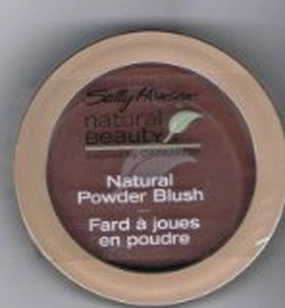 Sally Hansen
natural
beauty
Natural
Powder Blush
Fard à joues
en poudre